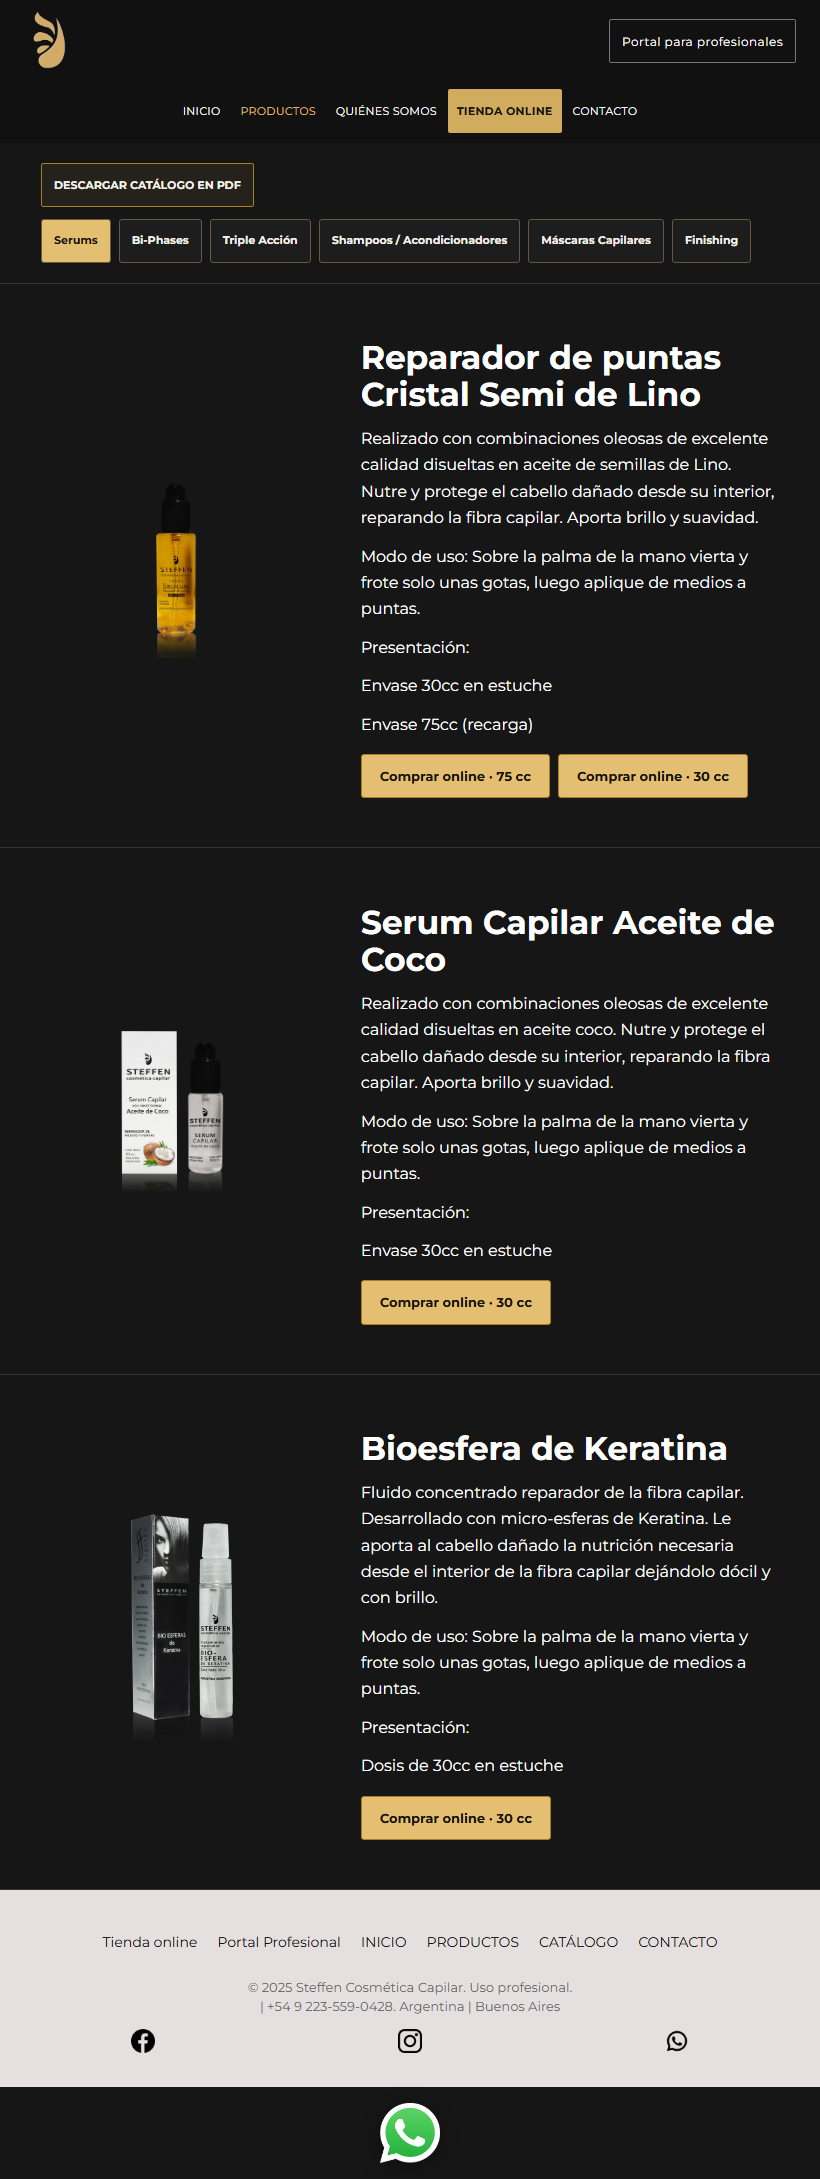 Portal para profesionales
INICIO PRODUCTOS QUIÉNES SOMOS TIENDA ONLINE CONTACTO
DESCARGAR CATÁLOGO EN PDF
Serums Bi-Phases Triple Acción Shampoos / Acondicionadores Máscaras Capilares Finishing
Reparador de puntas
Cristal Semi de Lino
Realizado con combinaciones oleosas de excelente
calidad disueltas en aceite de semillas de Lino.
Nutre y protege el cabello dañado desde su interior,
reparando la fibra capilar. Aporta brillo y suavidad.
Modo de uso: Sobre la palma de la mano vierta y
frote solo unas gotas, luego aplique de medios a
puntas.
Presentación:
Envase 30cc en estuche
Envase 75cc (recarga)
Comprar online · 75 cc Comprar online · 30 cc
STEFFEN
Serum Capilar Aceite de
Coco
Realizado con combinaciones oleosas de excelente
calidad disueltas en aceite coco. Nutre y protege el
cabello dañado desde su interior, reparando la fibra
capilar. Aporta brillo y suavidad.
Modo de uso: Sobre la palma de la mano vierta y
frote solo unas gotas, luego aplique de medios a
puntas.
Presentación:
Envase 30cc en estuche
Comprar online · 30 cc
STEFFEN
cosmética capilar
Serum Capilar
Aceite de Coco
STEFFEN
SERUM
CAPILAR
Bioesfera de Keratina
Fluido concentrado reparador de la fibra capilar.
Desarrollado con micro-esferas de Keratina. Le
aporta al cabello dañado la nutrición necesaria
desde el interior de la fibra capilar dejándolo dócil y
con brillo.
Modo de uso: Sobre la palma de la mano vierta y
frote solo unas gotas, luego aplique de medios a
puntas.
Presentación:
Dosis de 30cc en estuche
Comprar online · 30 cc
STEFFEN
BIO ESFERAS
de
Keratina
STEFFEN
BIO-
ESFERA
DE KERATINA
Tienda online Portal Profesional INICIO PRODUCTOS CATÁLOGO CONTACTO
© 2025 Steffen Cosmética Capilar. Uso profesional.
| +54 9 223-559-0428. Argentina | Buenos Aires